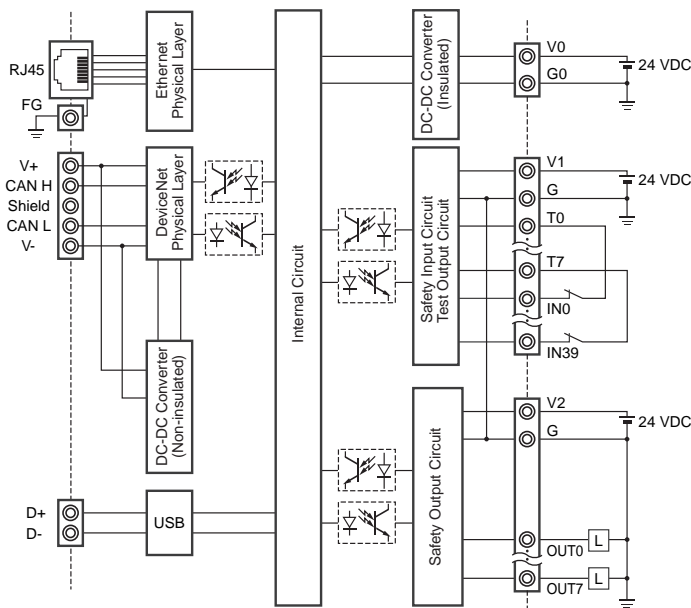 RJ45
FG
Ethernet
Physical Layer
V+
CAN H
Shield
CAN L
V-
DeviceNet
Physical Layer
DC-DC Converter
(Non-insulated)
D+
D-
USB
Internal Circuit
DC-DC Converter
(Insulated)
V0
G0
24 VDC
Safety Input Circuit
Test Output Circuit
V1
G
T0
T7
IN0
IN39
24 VDC
Safety Output Circuit
V2
G
24 VDC
OUT0
L
OUT7
L